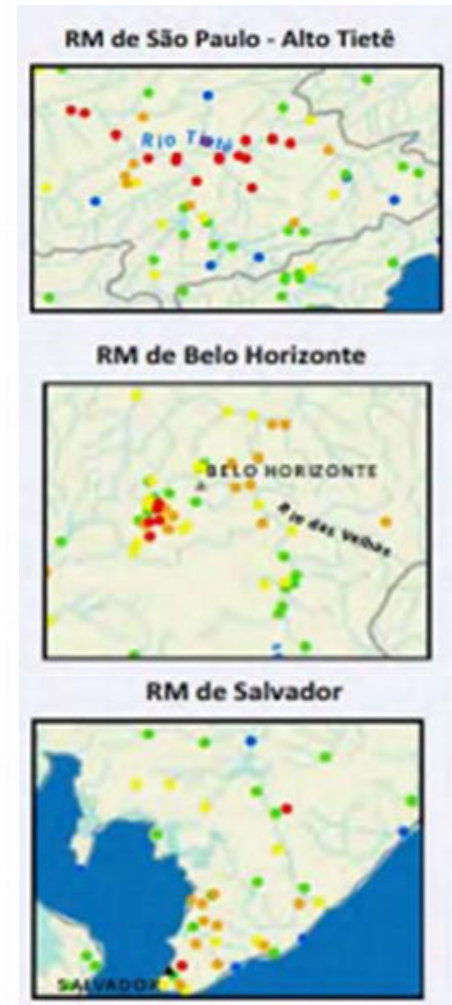 RM de São Paulo - Alto Tietê
Rio Tietê
RM de Belo Horizonte
BELO HORIZONTE
Rio das Velhas
RM de Salvador
SALVADOR